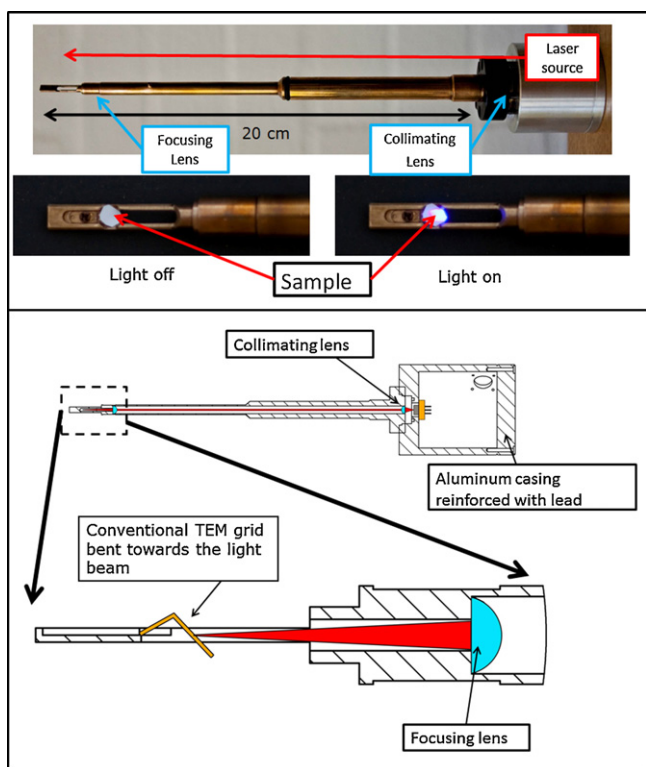 Laser
source
20 cm
Focusing
Lens
Collimating
Lens
Light off
Sample
Light on
Collimating lens
Aluminum casing
reinforced with lead
Conventional TEM grid
bent towards the light
beam
Focusing lens